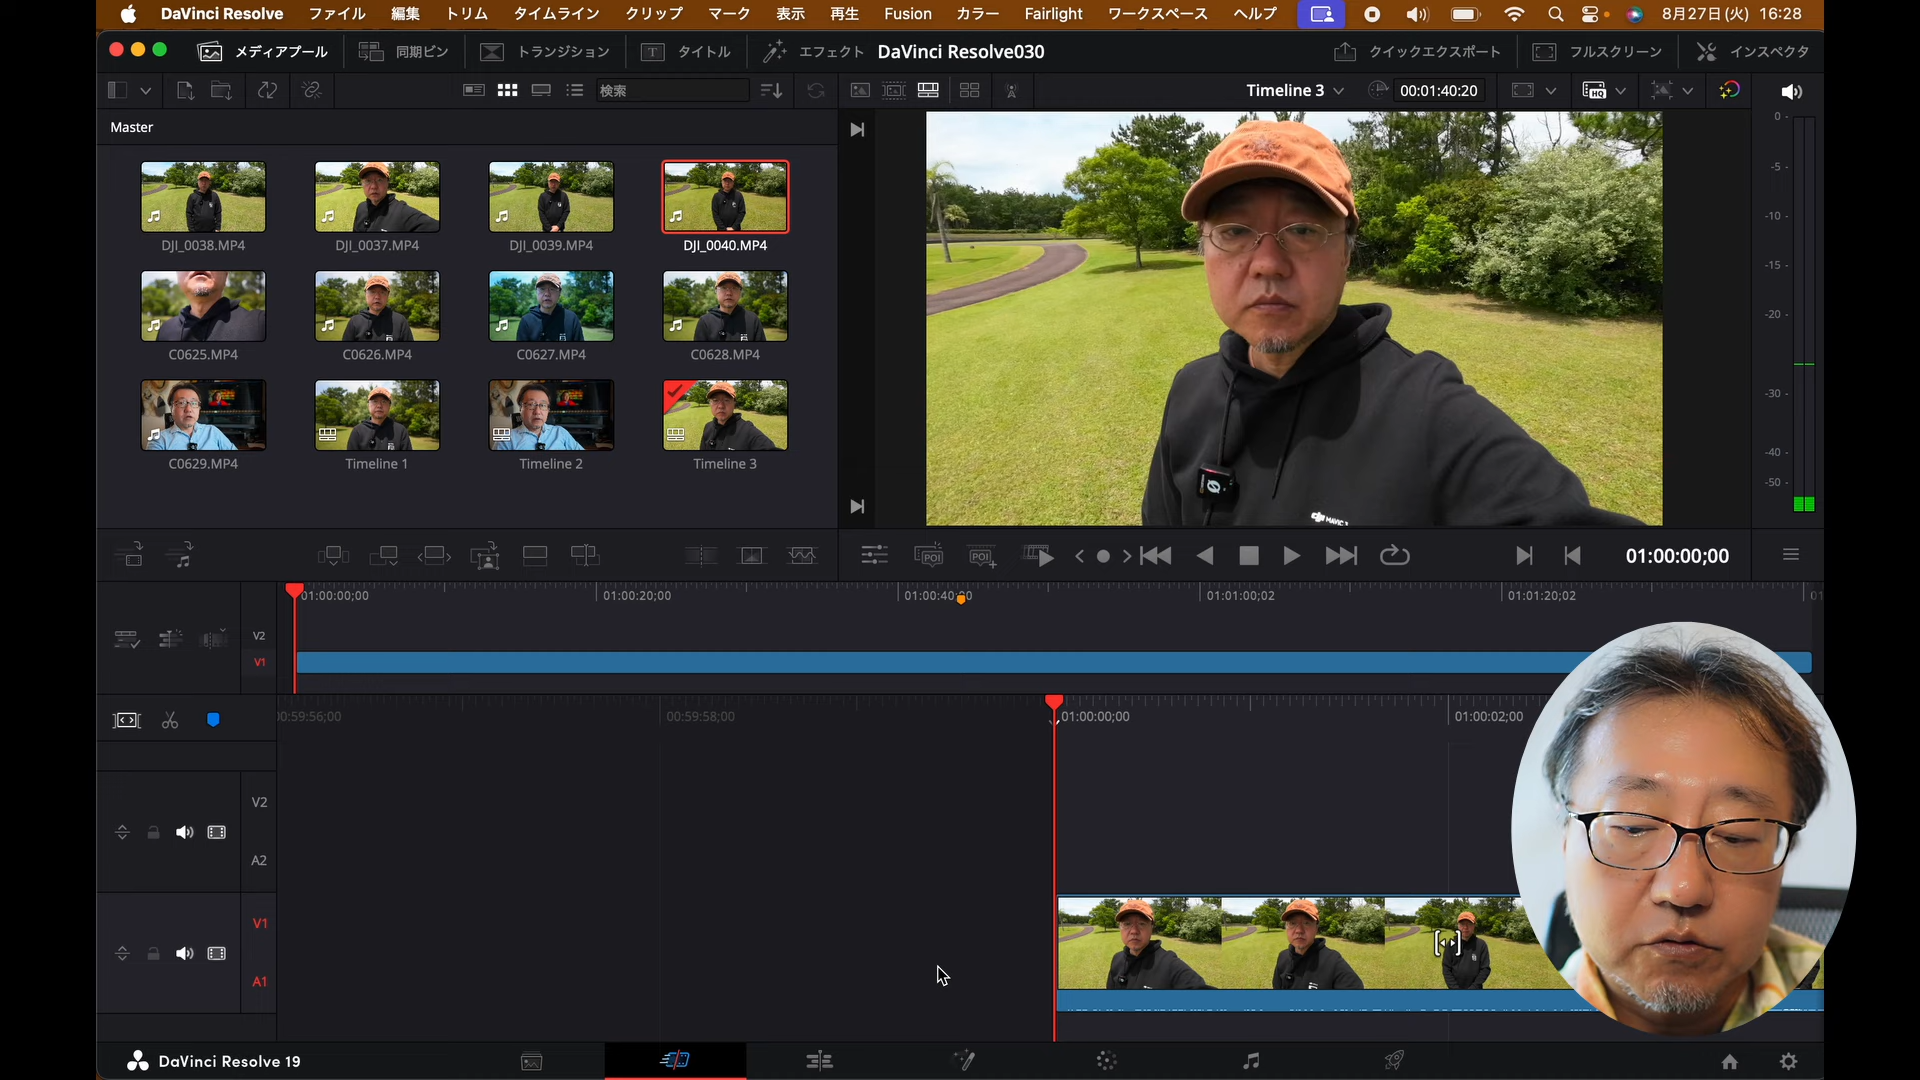 DaVinci Resolve ファイル 編集 トリム タイムライン クリップ マーク 表示 再生 Fusion カラー Fairlight ワークスペース ヘルプ 8月27日(火) 16:28
メディアプール 同期ビン トランジション タイトル エフェクト DaVinci Resolve030 クイックエクスポート フルスクリーン インスペクタ
検索 Timeline 3 00:01:40:20 HQ
Master
DJI_0038.MP4 DJI_0037.MP4 DJI_0039.MP4 DJI_0040.MP4
C0625.MP4 C0626.MP4 C0627.MP4 C0628.MP4
C0629.MP4 Timeline 1 Timeline 2 Timeline 3
0
-5
-10
-15
-20
-30
-40
-50
POI POI 01:00:00;00
01:00:00;00 01:00:20;00 01:00:40;00 01:01:00;02 01:01:20;02
V2
V1
00:59:56;00 00:59:58;00 01:00:00;00 01:00:02;00
V2
A2
V1
A1
DaVinci Resolve 19